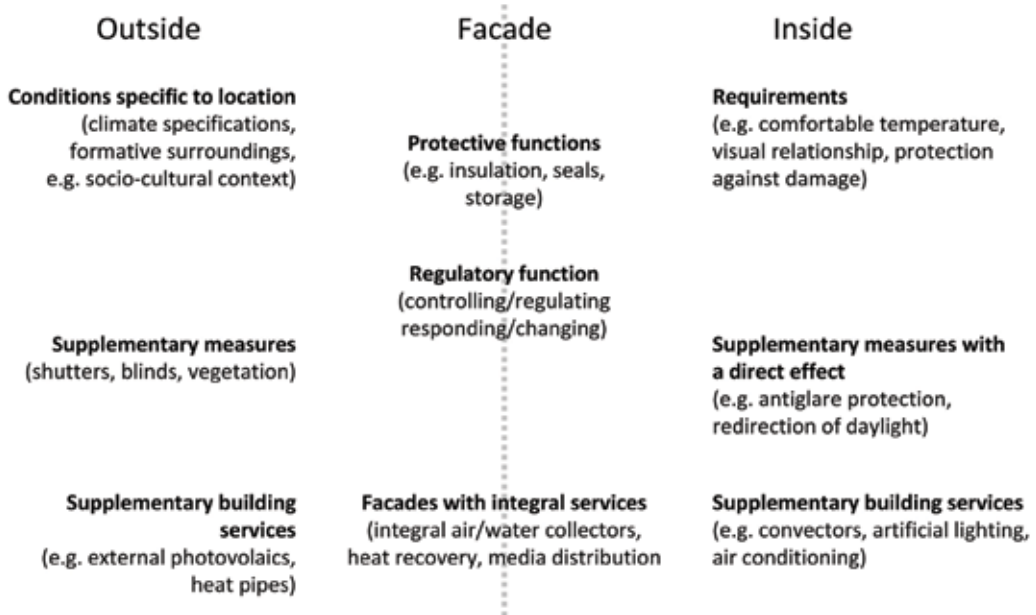 Outside
Facade
Inside
Conditions specific to location
(climate specifications,
formative surroundings,
e.g. socio-cultural context)
Protective functions
(e.g. insulation, seals,
storage)
Requirements
(e.g. comfortable temperature,
visual relationship, protection
against damage)
Regulatory function
(controlling/regulating
responding/changing)
Supplementary measures
(shutters, blinds, vegetation)
Supplementary measures with
a direct effect
(e.g. antiglare protection,
redirection of daylight)
Supplementary building
services
(e.g. external photovolaics,
heat pipes)
Facades with integral services
(integral air/water collectors,
heat recovery, media distribution
Supplementary building services
(e.g. convectors, artificial lighting,
air conditioning)